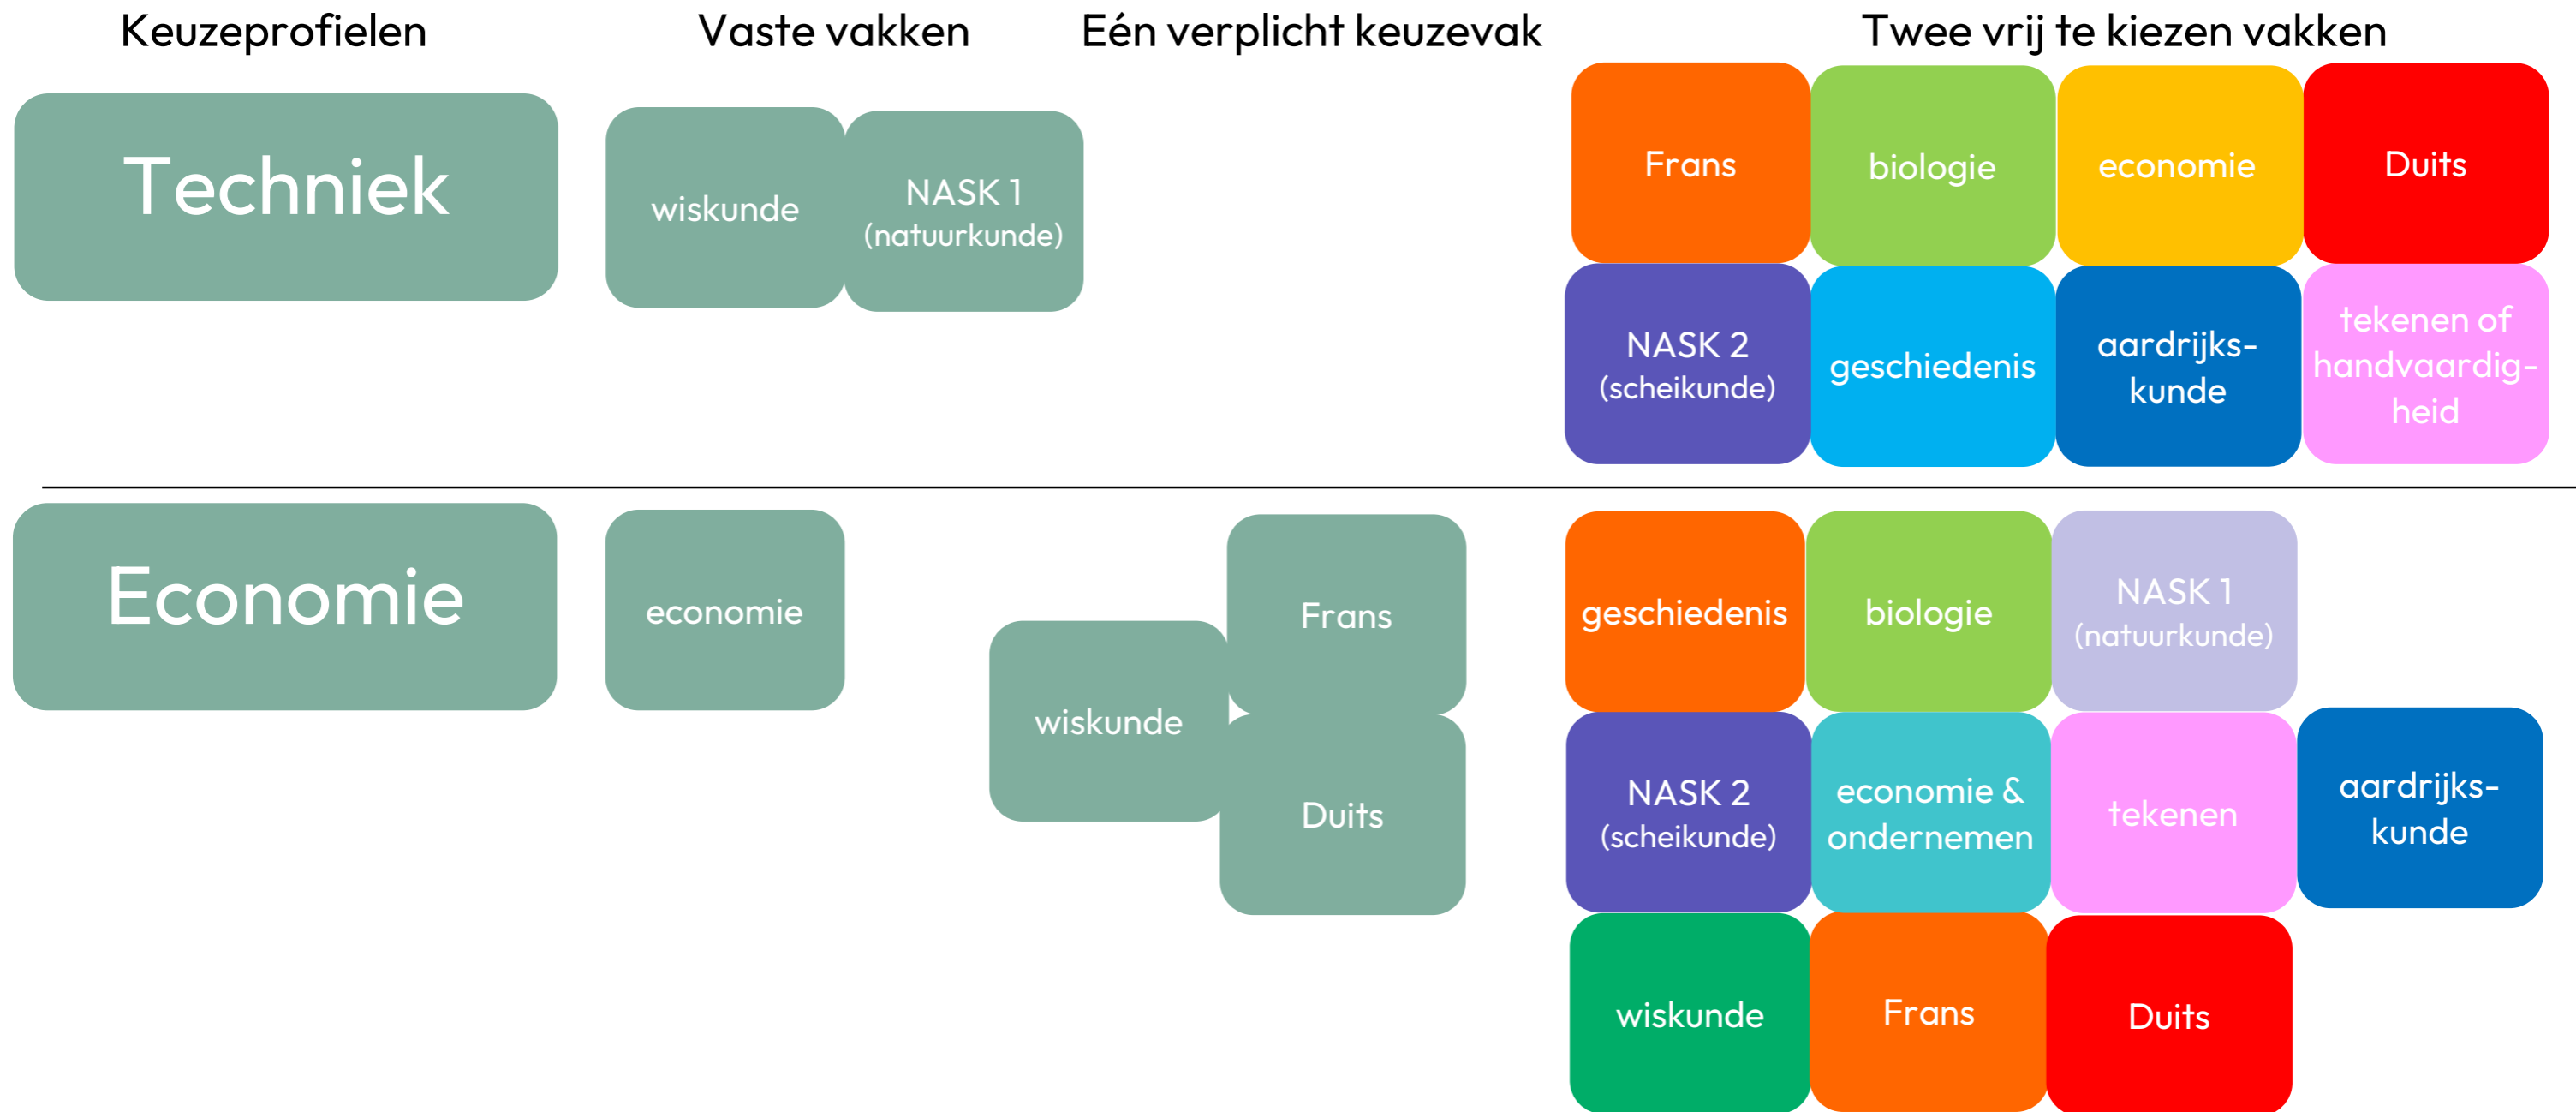 Keuzeprofielen
Vaste vakken
Eén verplicht keuzevak
Twee vrij te kiezen vakken
Techniek
wiskunde
NASK 1
(natuurkunde)
Frans
biologie
economie
Duits
NASK 2
(scheikunde)
geschiedenis
aardrijks-
kunde
tekenen of
handvaardig-
heid
Economie
economie
wiskunde
Frans
Duits
geschiedenis
biologie
NASK 1
(natuurkunde)
NASK 2
(scheikunde)
economie &
ondernemen
tekenen
aardrijks-
kunde
wiskunde
Frans
Duits